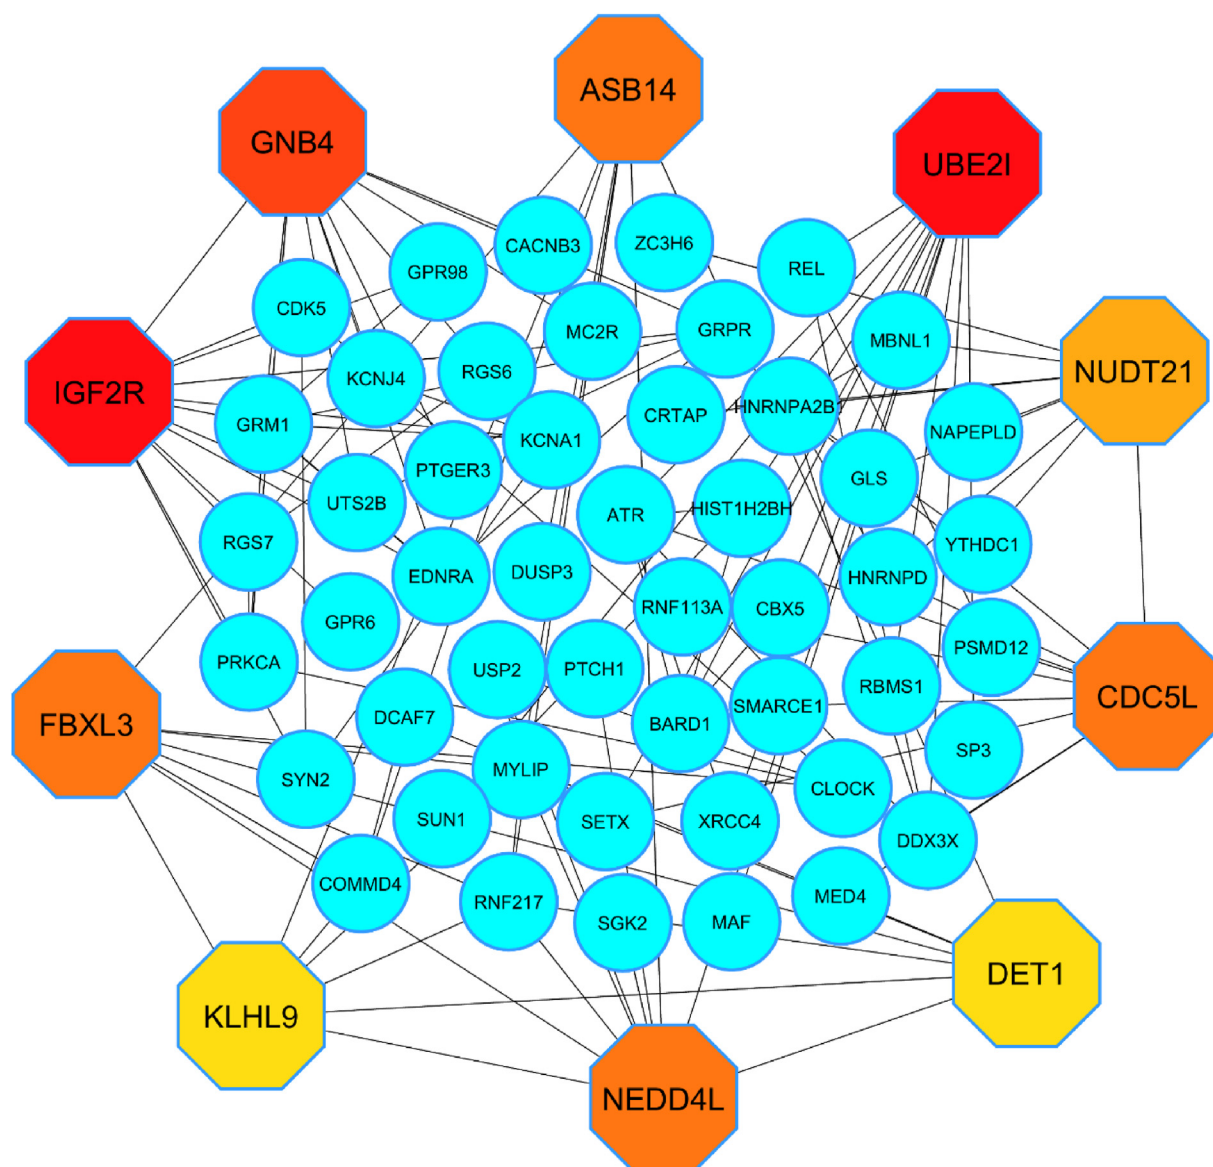 ASB14
GNB4
UBE2I
CACNB3
ZC3H6
REL
GPR98
CDK5
MC2R
GRPR
MBNL1
NUDT21
IGF2R
KCNJ4
RGS6
CRTAP
HNRNPA2B1
GRM1
KCNA1
NAPEPLD
PTGER3
GLS
UTS2B
ATR
HIST1H2BH
RGS7
YTHDC1
EDNRA
DUSP3
HNRNPD
GPR6
RNF113A
CBX5
PRKCA
USP2
PTCH1
PSMD12
FBXL3
DCAF7
BARD1
SMARCE1
RBMS1
CDC5L
SP3
SYN2
MYLIP
CLOCK
SUN1
SETX
XRCC4
DDX3X
COMMD4
RNF217
SGK2
MAF
MED4
DET1
KLHL9
NEDD4L